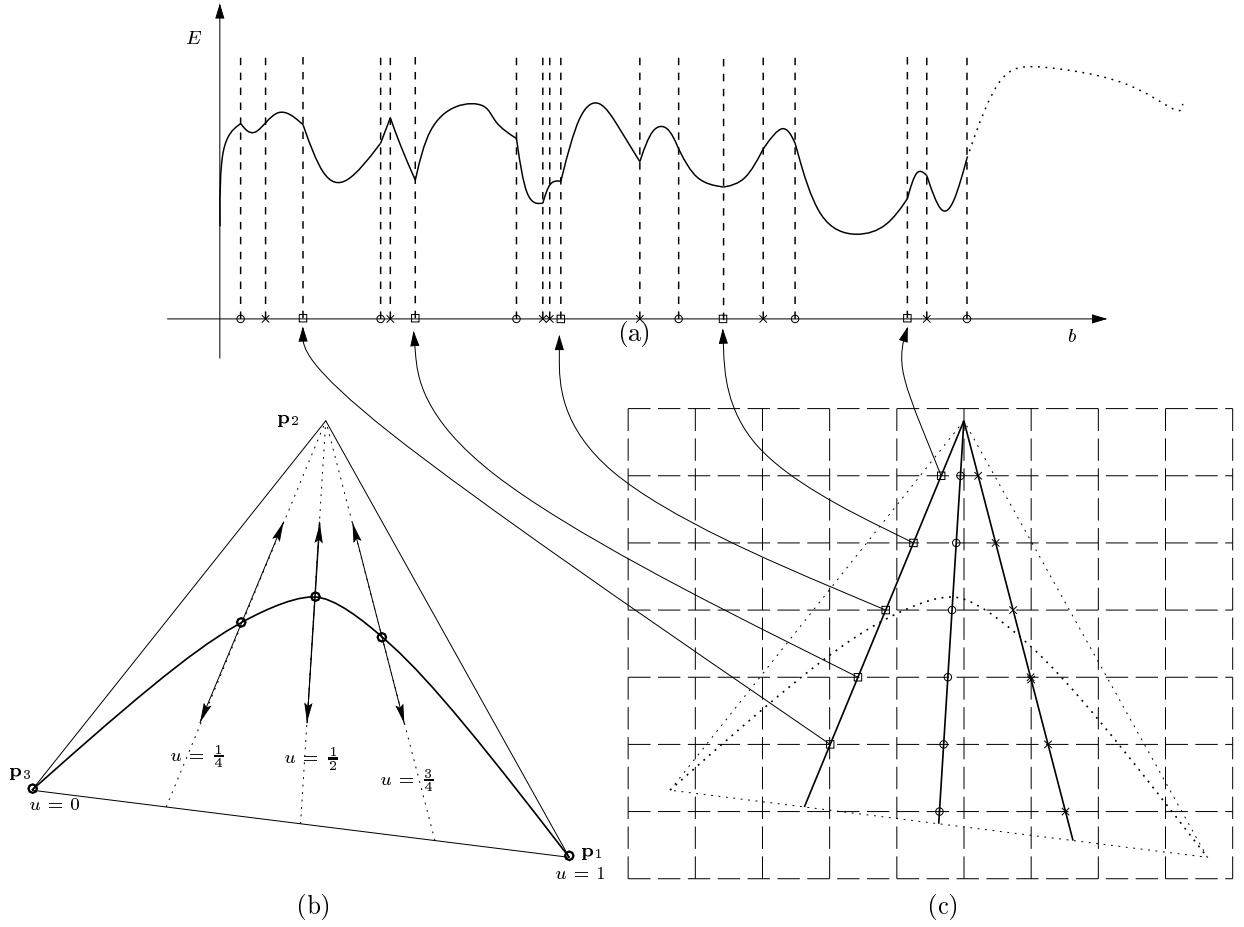 E
(a)
b
p2
u = 1/4
u = 1/2
u = 3/4
p3
u = 0
p1
u = 1
(b)
(c)